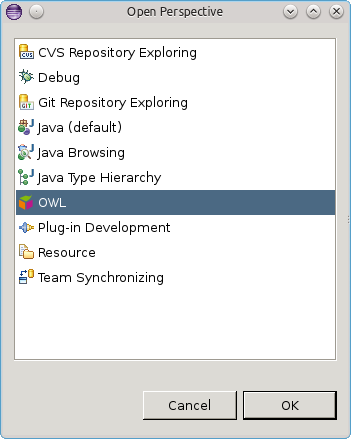 Open Perspective
CVS Repository Exploring
Debug
Git Repository Exploring
Java (default)
Java Browsing
Java Type Hierarchy
OWL
Plug-in Development
Resource
Team Synchronizing
Cancel
OK